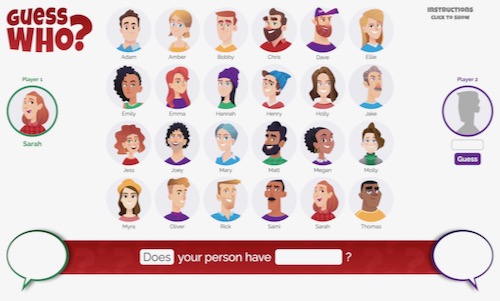 GUESS
WHO?
INSTRUCTIONS
CLICK TO SHOW
Adam Amber Bobby Chris Dave Ellie
Player 1
Player 2
Emily Emma Hannah Henry Holly Jake
Sarah
Guess
Jess Joey Mary Matt Megan Molly
Myra Oliver Rick Sami Sarah Thomas
Does your person have ?